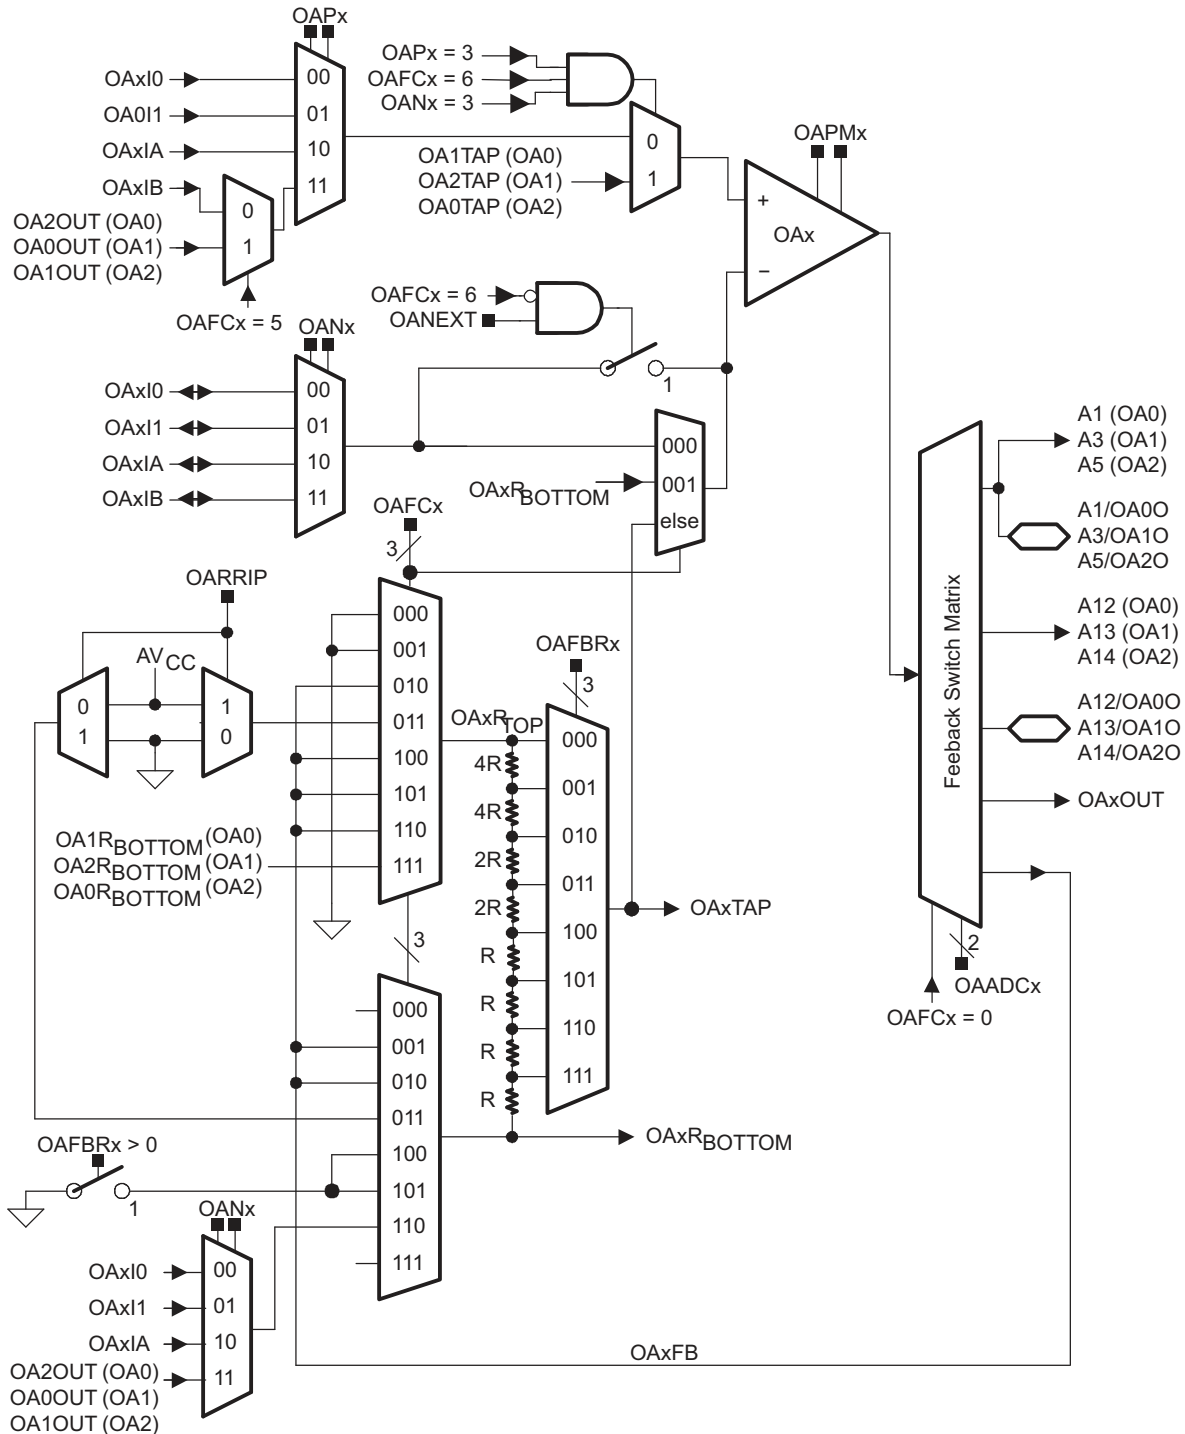 OAPx
OAxI0
OA0I1
OAxIA
OAxIB
00
01
10
11
OA2OUT (OA0)
OA0OUT (OA1)
OA1OUT (OA2)
0
1
OAFCx = 5
OAPx = 3
OAFCx = 6
OANx = 3
OA1TAP (OA0)
OA2TAP (OA1)
OA0TAP (OA2)
0
1
OAPMx
+
OAx
−
OAFCx = 6
OANEXT
1
OANx
OAxI0
OAxI1
OAxIA
OAxIB
00
01
10
11
OAxRBOTTOM
000
001
else
OAFCx
3
OARRIP
AVCC
0
1
1
0
000
001
010
011
100
101
110
111
OA1RBOTTOM (OA0)
OA2RBOTTOM (OA1)
OA0RBOTTOM (OA2)
3
OAxRTOP
4R
4R
2R
2R
R
R
R
R
OAFBRx
3
000
001
010
011
100
101
110
111
OAxTAP
OAxRBOTTOM
000
001
010
011
100
101
110
111
OAFBRx > 0
1
OANx
OAxI0
OAxI1
OAxIA
OA2OUT (OA0)
OA0OUT (OA1)
OA1OUT (OA2)
00
01
10
11
OAxFB
Feeback Switch Matrix
A1 (OA0)
A3 (OA1)
A5 (OA2)
A1/OA0O
A3/OA1O
A5/OA2O
A12 (OA0)
A13 (OA1)
A14 (OA2)
A12/OA0O
A13/OA1O
A14/OA2O
OAxOUT
2
OAADCx
OAFCx = 0